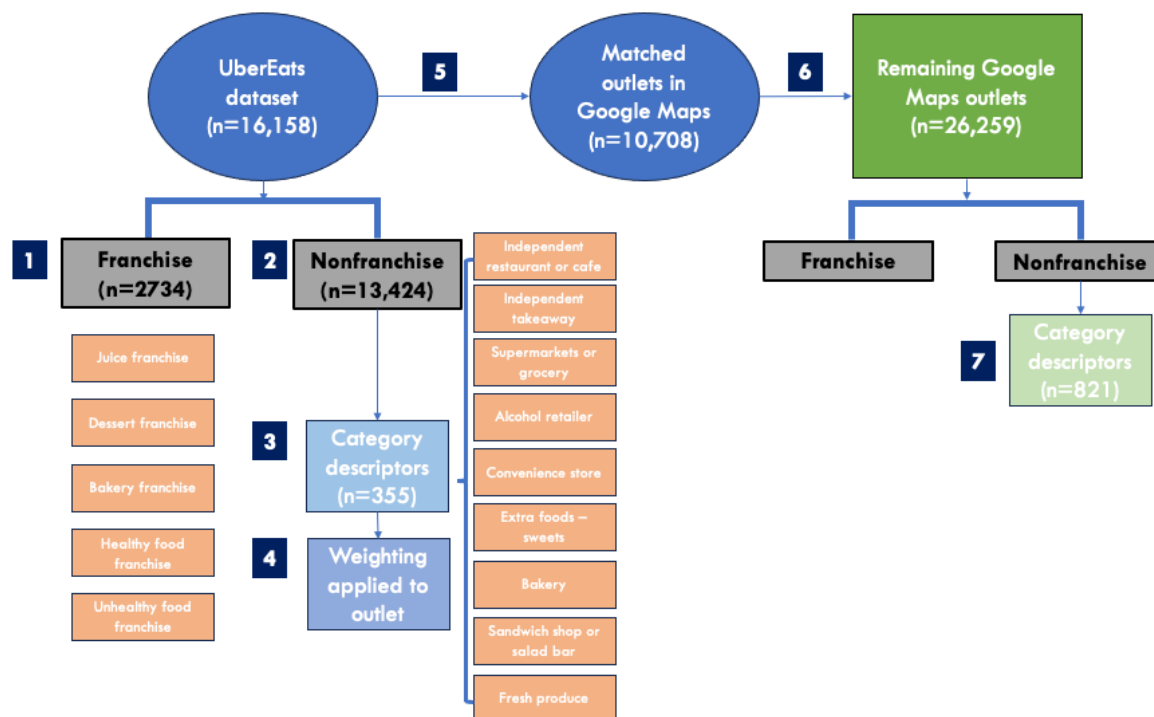 UberEats
dataset
(n=16,158)
5
Matched
outlets in
Google Maps
(n=10,708)
6
Remaining Google
Maps outlets
(n=26,259)
1
Franchise
(n=2734)
2
Nonfranchise
(n=13,424)
Independent
restaurant or cafe
Independent
takeaway
Supermarkets or
grocery
Alcohol retailer
Convenience store
Extra foods –
sweets
Bakery
Sandwich shop or
salad bar
Fresh produce
Franchise
Nonfranchise
7
Category
descriptors
(n=821)
Juice franchise
Dessert franchise
Bakery franchise
Healthy food
franchise
Unhealthy food
franchise
3
Category
descriptors
(n=355)
4
Weighting
applied to
outlet